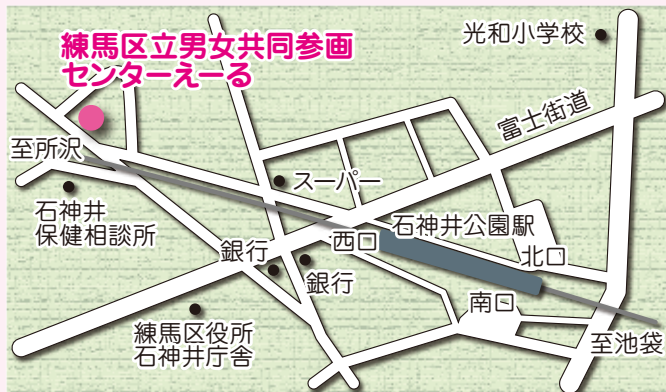 練馬区立男女共同参画
センターえーる
光和小学校
富士街道
至所沢
スーパー
石神井
保健相談所
石神井公園駅
西口
北口
銀行
銀行
南口
練馬区役所
石神井庁舎
至池袋